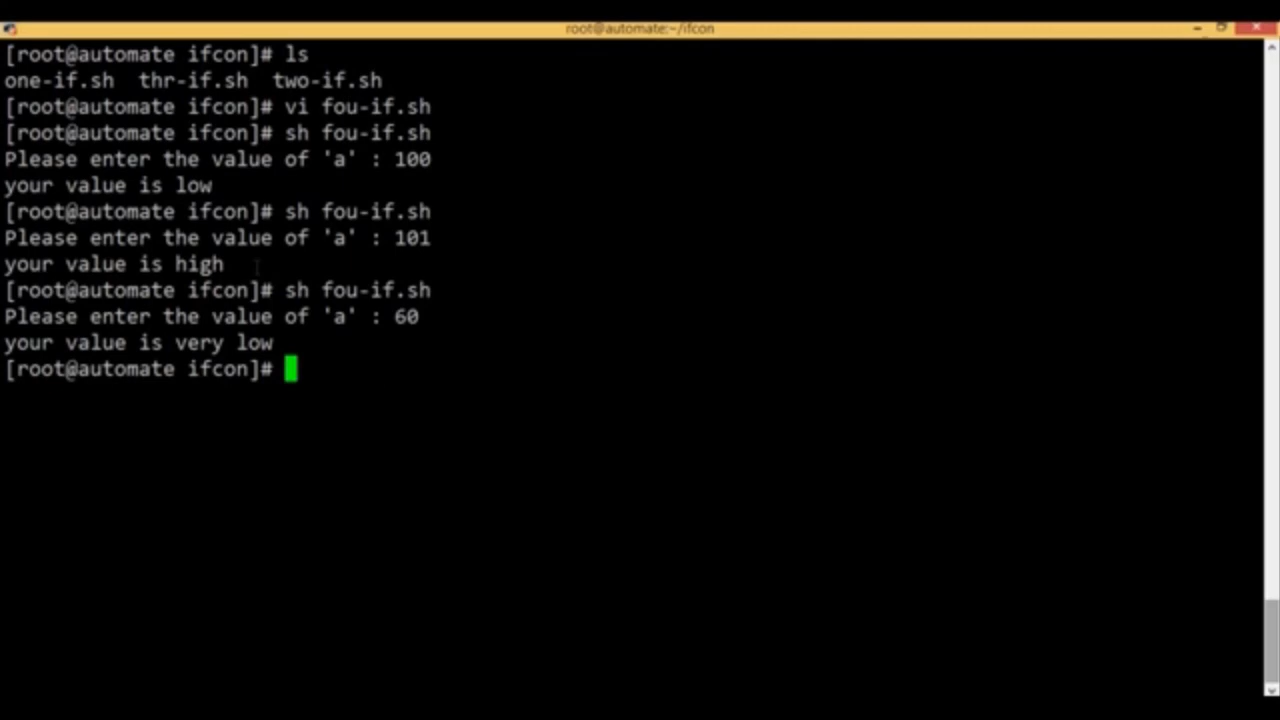 root@automate:~/ifcon
[root@automate ifcon]# ls
one-if.sh  thr-if.sh  two-if.sh
[root@automate ifcon]# vi fou-if.sh
[root@automate ifcon]# sh fou-if.sh
Please enter the value of 'a' : 100
your value is low
[root@automate ifcon]# sh fou-if.sh
Please enter the value of 'a' : 101
your value is high
[root@automate ifcon]# sh fou-if.sh
Please enter the value of 'a' : 60
your value is very low
[root@automate ifcon]#